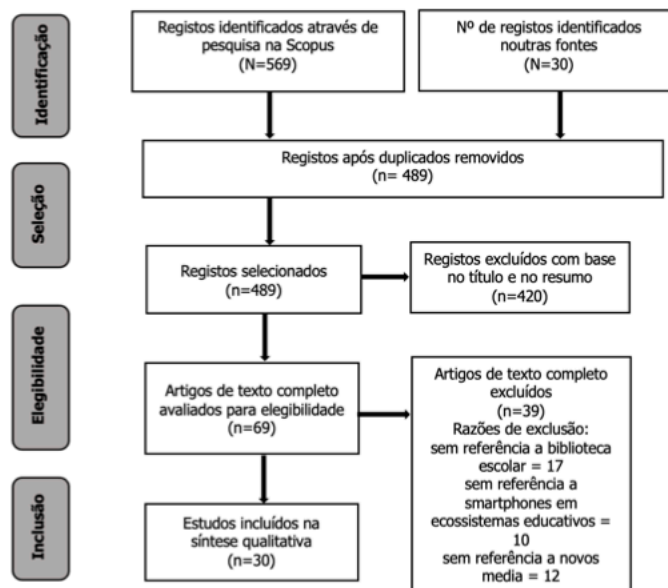 Identificação
Registos identificados através de
pesquisa na Scopus
(N=569)
Nº de registos identificados
noutras fontes
(N=30)
Registos após duplicados removidos
(n= 489)
Seleção
Registos selecionados
(n=489)
Registos excluídos com base
no título e no resumo
(n=420)
Elegibilidade
Artigos de texto completo
avaliados para elegibilidade
(n=69)
Artigos de texto completo
excluídos
(n=39)
Razões de exclusão:
sem referência a biblioteca
escolar = 17
sem referência a
smartphones em
ecossistemas educativos =
10
sem referência a novos
media = 12
Inclusão
Estudos incluídos na
síntese qualitativa
(n=30)